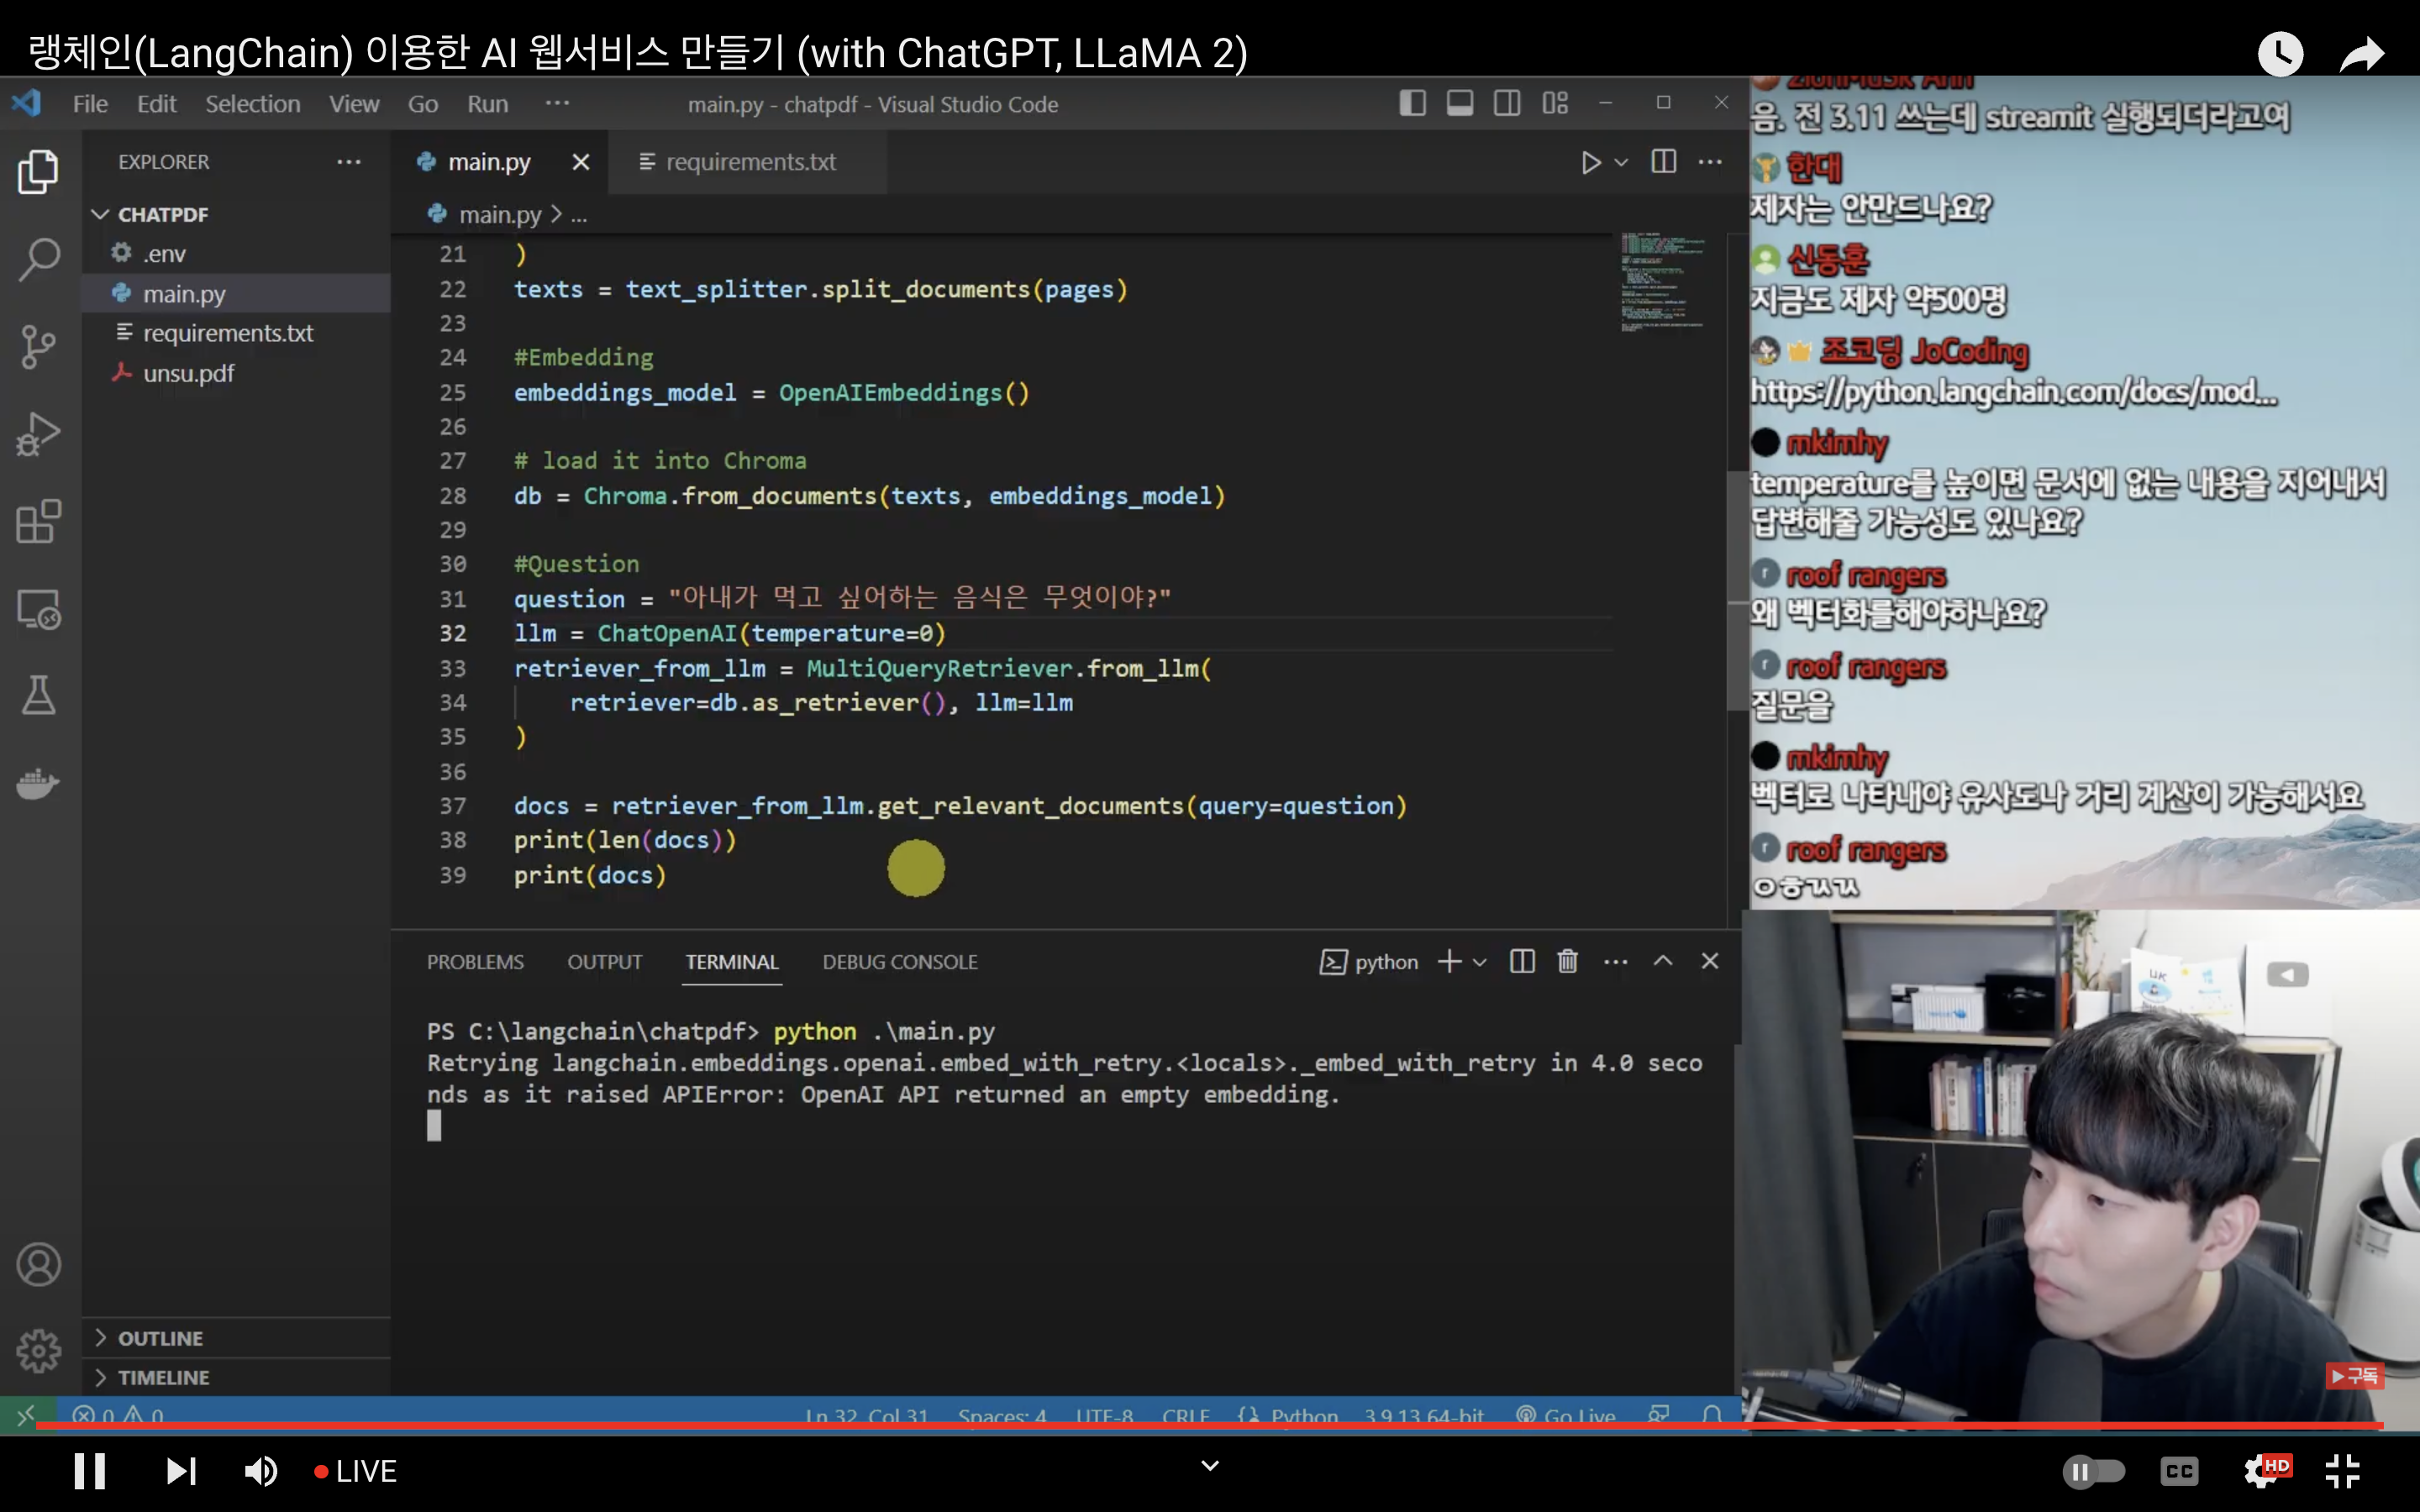 랭체인(LangChain) 이용한 AI 웹서비스 만들기 (with ChatGPT, LLaMA 2)
File Edit Selection View Go Run ···
main.py - chatpdf - Visual Studio Code
EXPLORER
CHATPDF
.env
main.py
requirements.txt
unsu.pdf
OUTLINE
TIMELINE
main.py
requirements.txt
main.py > ...
21 )
22 texts = text_splitter.split_documents(pages)
23
24 #Embedding
25 embeddings_model = OpenAIEmbeddings()
26
27 # load it into Chroma
28 db = Chroma.from_documents(texts, embeddings_model)
29
30 #Question
31 question = "아내가 먹고 싶어하는 음식은 무엇이야?"
32 llm = ChatOpenAI(temperature=0)
33 retriever_from_llm = MultiQueryRetriever.from_llm(
34     retriever=db.as_retriever(), llm=llm
35 )
36
37 docs = retriever_from_llm.get_relevant_documents(query=question)
38 print(len(docs))
39 print(docs)
PROBLEMS OUTPUT TERMINAL DEBUG CONSOLE
python
PS C:\langchain\chatpdf> python .\main.py
Retrying langchain.embeddings.openai.embed_with_retry.<locals>._embed_with_retry in 4.0 seco
nds as it raised APIError: OpenAI API returned an empty embedding.
0 0
Ln 32, Col 31 Spaces: 4 UTF-8 CRLF Python 3.9.13 64-bit Go Live
음. 전 3.11 쓰는데 streamit 실행되더라고여
한대
제자는 안만드나요?
신동훈
지금도 제자 약500명
조코딩 JoCoding
https://python.langchain.com/docs/mod...
mkimhy
temperature를 높이면 문서에 없는 내용을 지어내서
답변해줄 가능성도 있나요?
r roof rangers
왜 벡터화를해야하나요?
r roof rangers
질문을
mkimhy
벡터로 나타내야 유사도나 거리 계산이 가능해서요
r roof rangers
ㅇㅎㄲㄲ
구독
LIVE
CC
HD